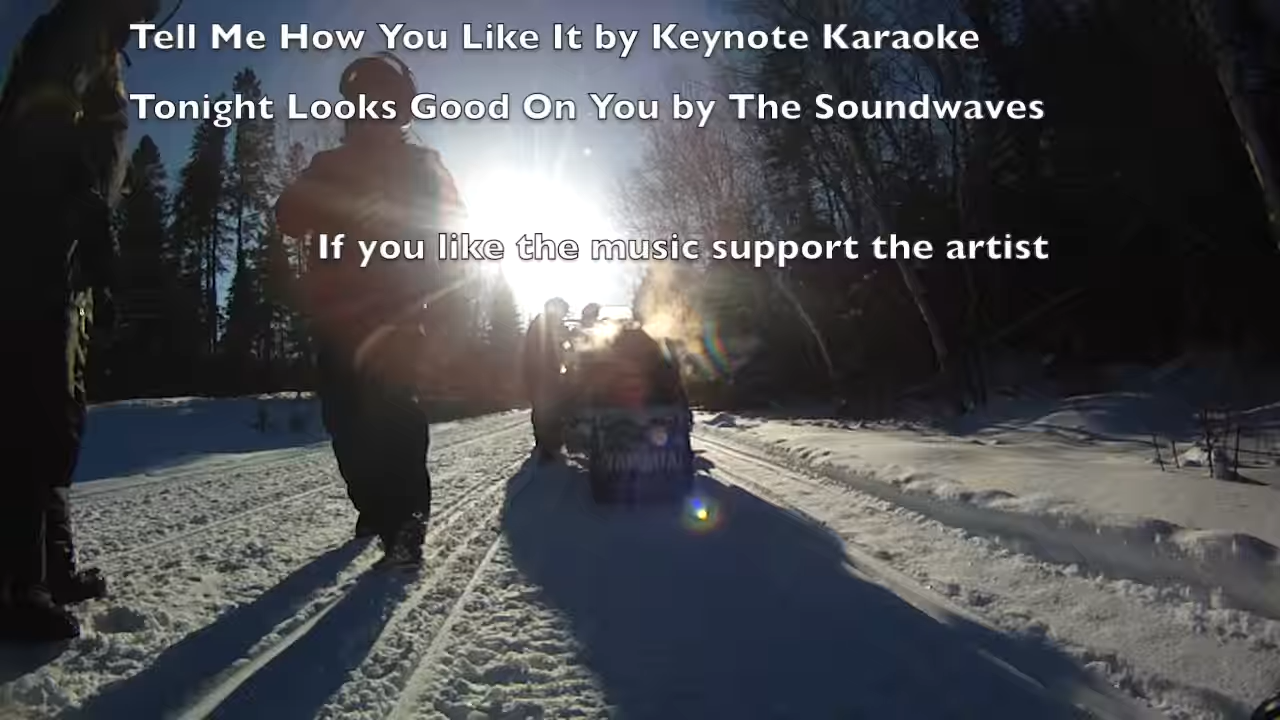 Tell Me How You Like It by Keynote Karaoke
Tonight Looks Good On You by The Soundwaves
If you like the music support the artist
YAMAHA